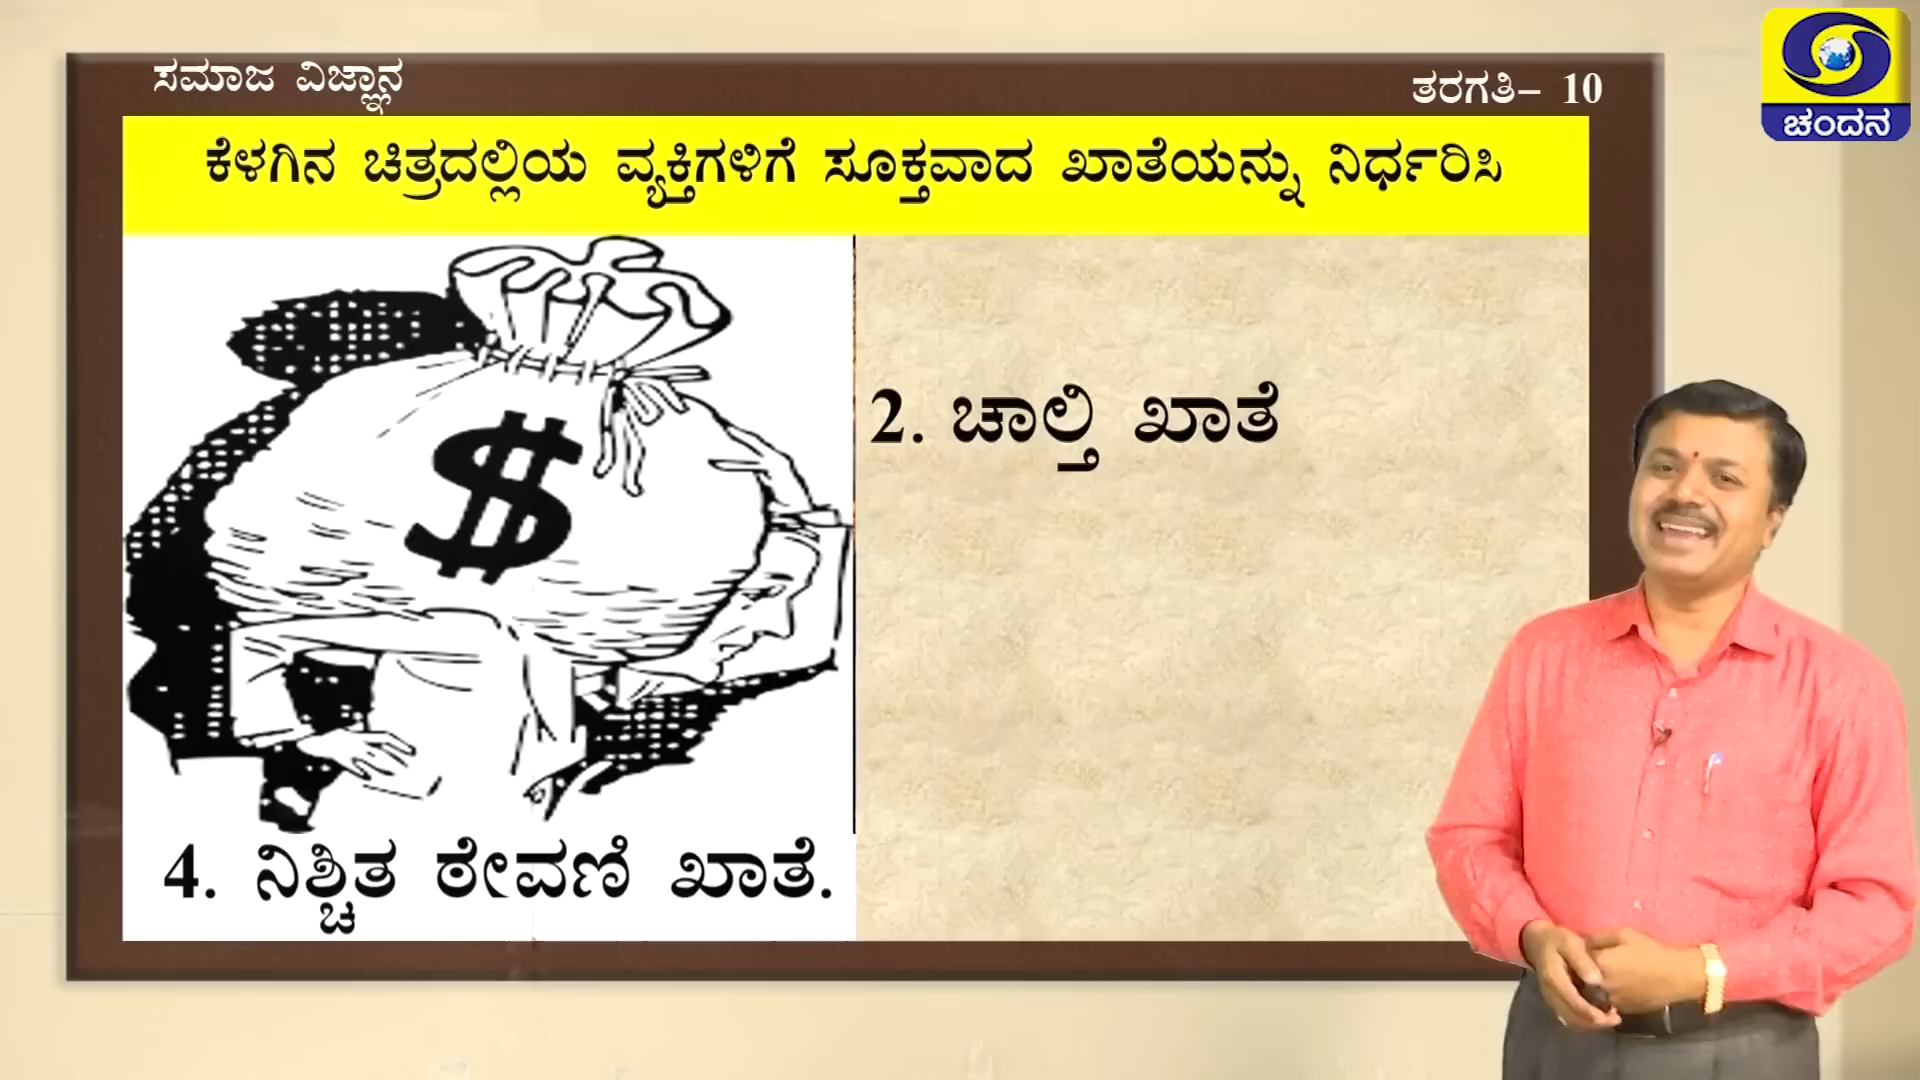 ಸಮಾಜ ವಿಜ್ಞಾನ
ತರಗತಿ– 10
ಚಂದನ
ಕೆಳಗಿನ ಚಿತ್ರದಲ್ಲಿಯ ವ್ಯಕ್ತಿಗಳಿಗೆ ಸೂಕ್ತವಾದ ಖಾತೆಯನ್ನು ನಿರ್ಧರಿಸಿ
$
2. ಚಾಲ್ತಿ ಖಾತೆ
4. ನಿಶ್ಚಿತ ಠೇವಣಿ ಖಾತೆ.